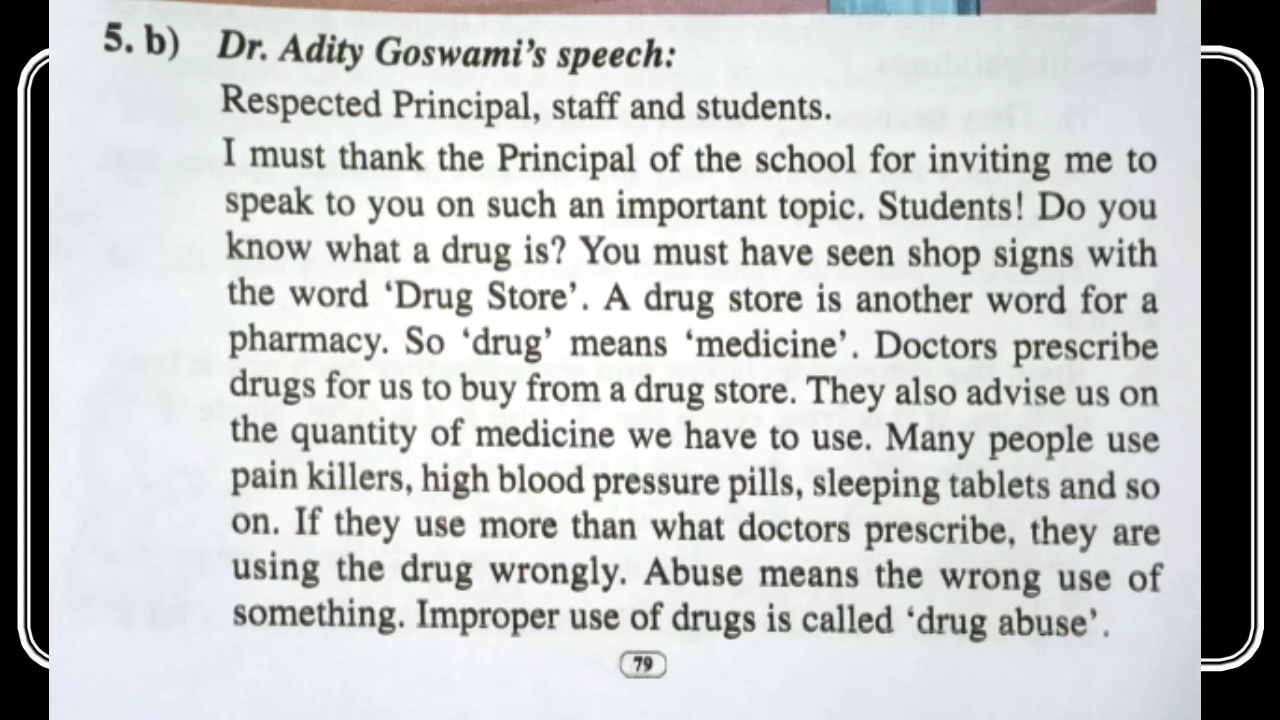 5. b) Dr. Adity Goswami's speech:
Respected Principal, staff and students.
I must thank the Principal of the school for inviting me to
speak to you on such an important topic. Students! Do you
know what a drug is? You must have seen shop signs with
the word ‘Drug Store’. A drug store is another word for a
pharmacy. So ‘drug’ means ‘medicine’. Doctors prescribe
drugs for us to buy from a drug store. They also advise us on
the quantity of medicine we have to use. Many people use
pain killers, high blood pressure pills, sleeping tablets and so
on. If they use more than what doctors prescribe, they are
using the drug wrongly. Abuse means the wrong use of
something. Improper use of drugs is called ‘drug abuse’.
79